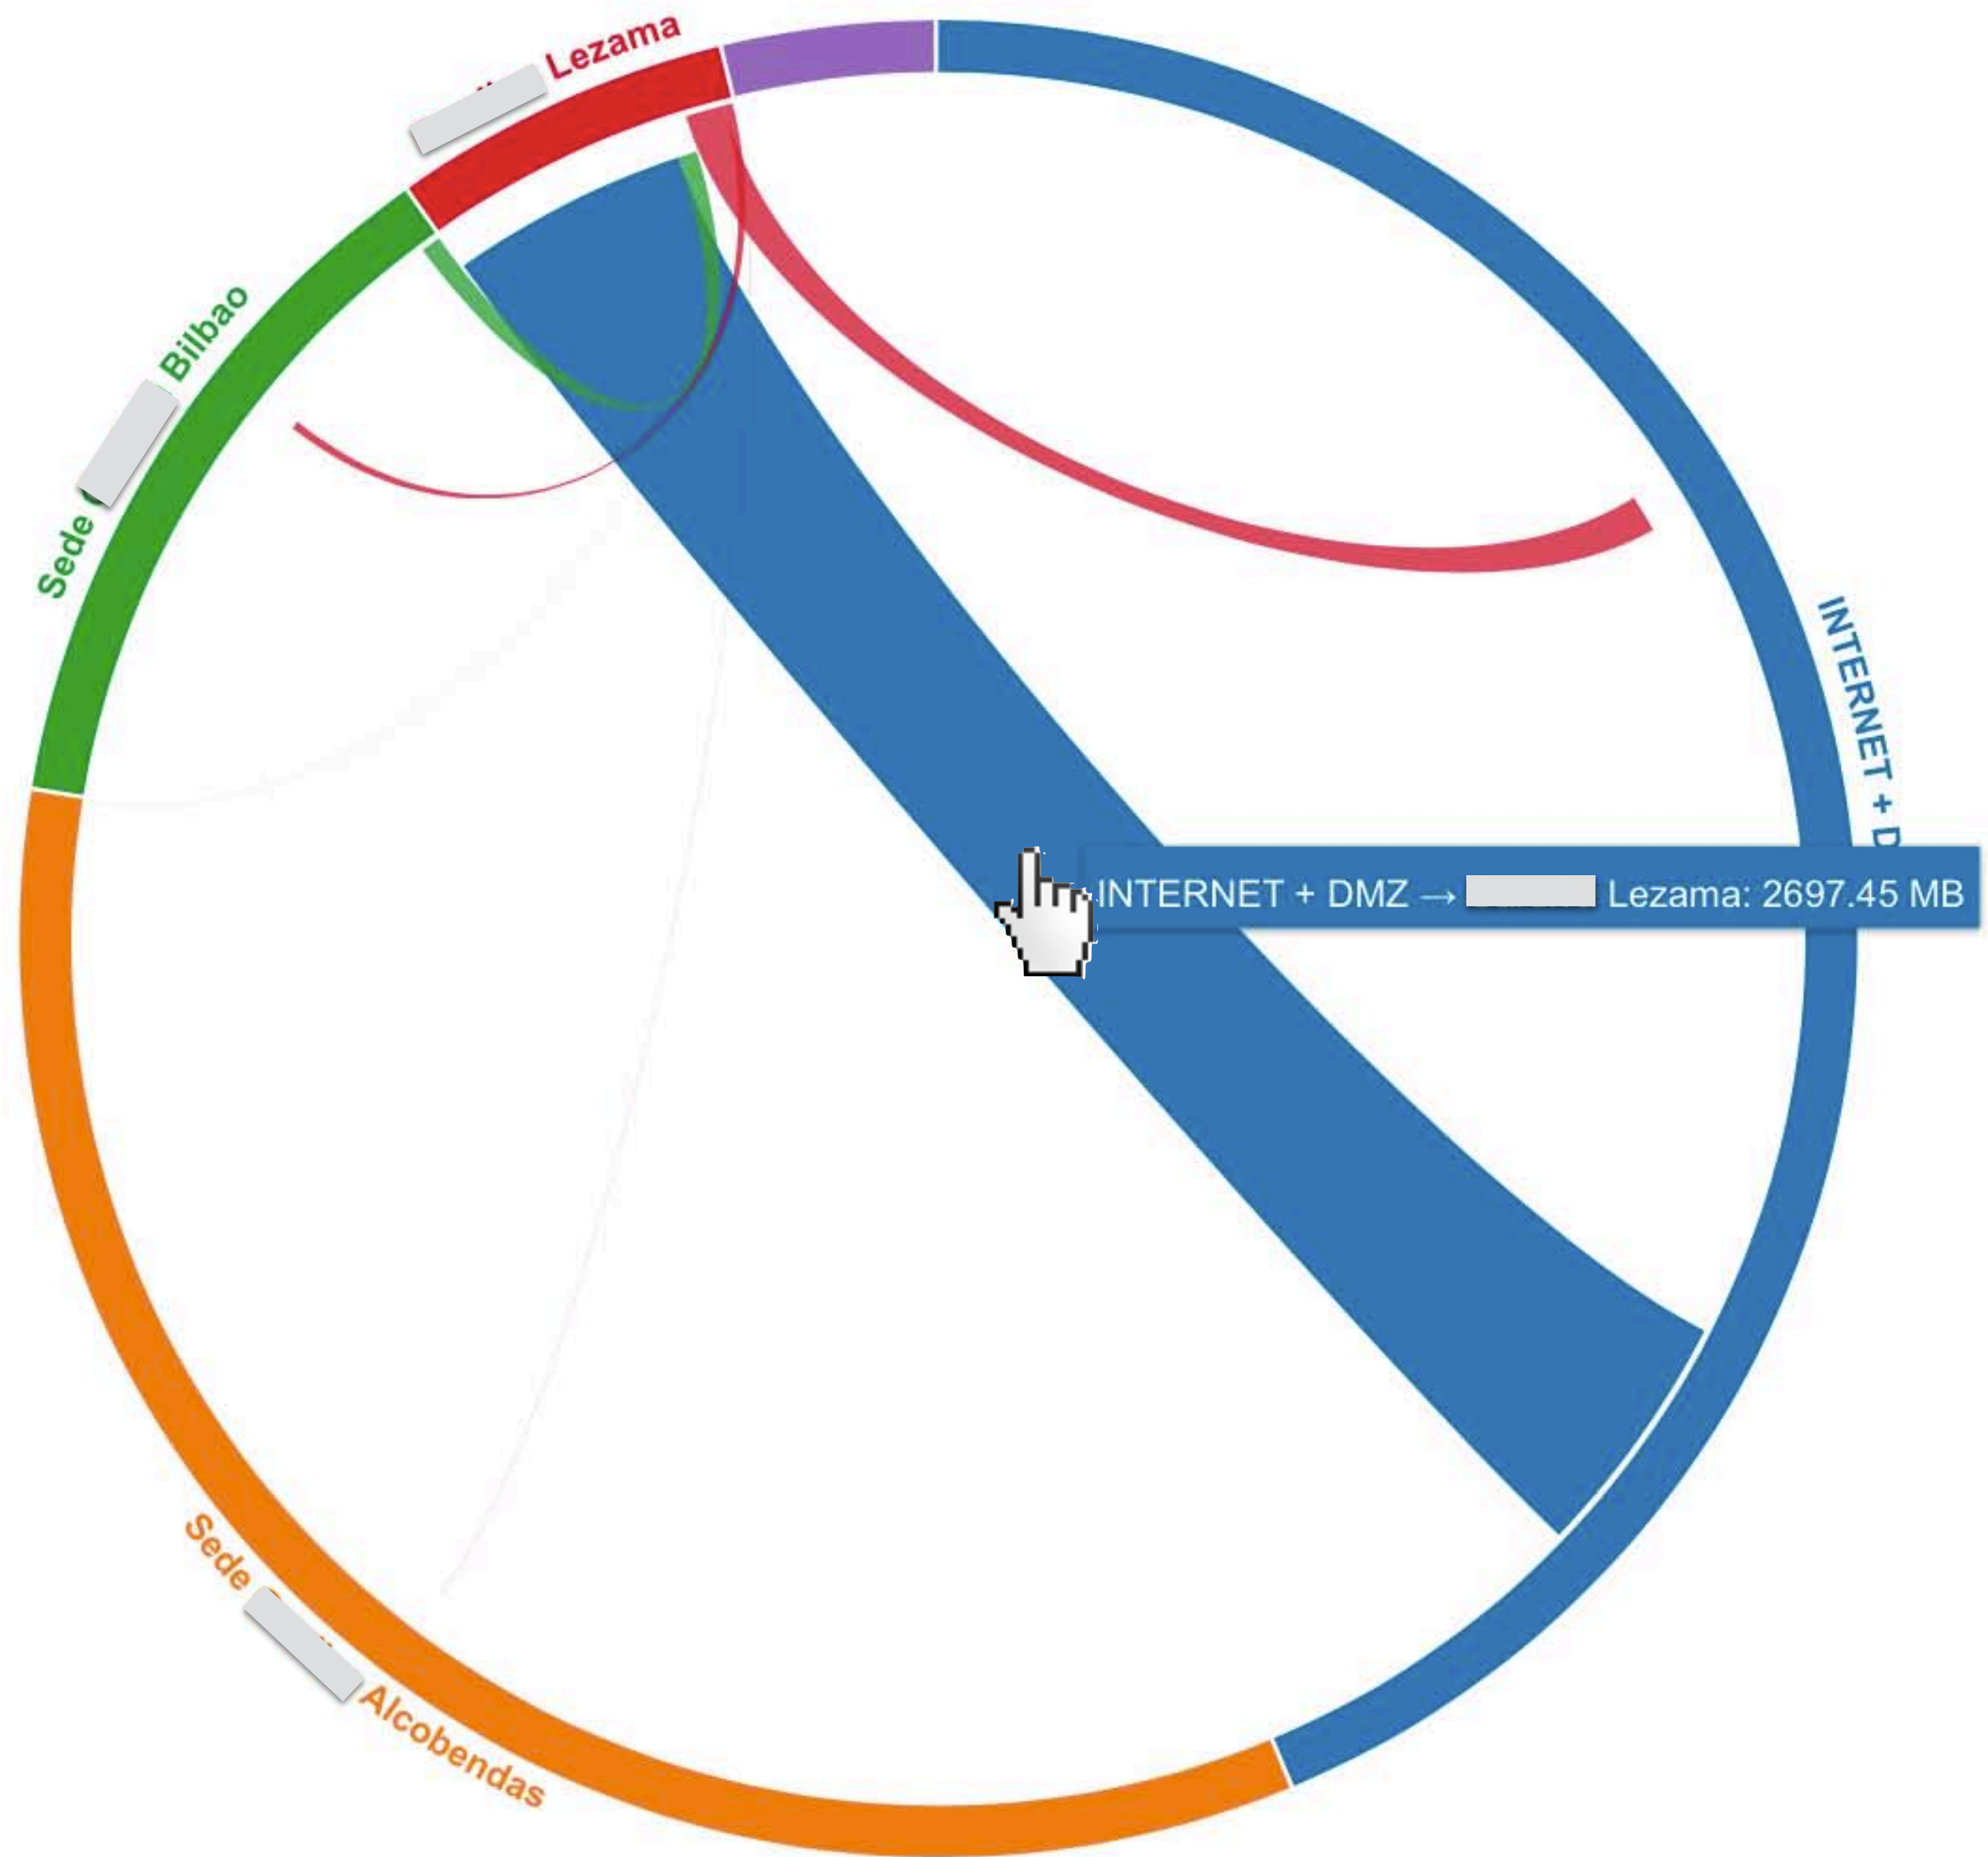 Lezama
Bilbao
Sede
INTERNET + D
INTERNET + DMZ → Lezama: 2697.45 MB
Sede
Alcobendas